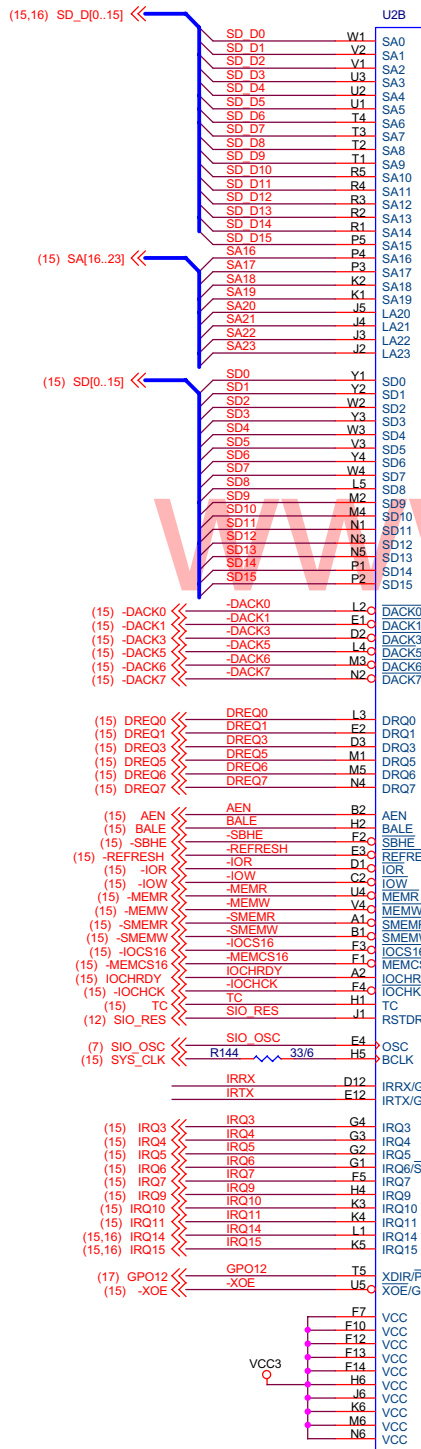 U2B
(15,16) SD_D[0..15]
SD_D0 W1 SA0
SD_D1 V2 SA1
SD_D2 V1 SA2
SD_D3 U3 SA3
SD_D4 U2 SA4
SD_D5 U1 SA5
SD_D6 T4 SA6
SD_D7 T3 SA7
SD_D8 T2 SA8
SD_D9 T1 SA9
SD_D10 R5 SA10
SD_D11 R4 SA11
SD_D12 R3 SA12
SD_D13 R2 SA13
SD_D14 R1 SA14
SD_D15 P5 SA15
(15) SA[16..23]
SA16 P4 SA16
SA17 P3 SA17
SA18 K2 SA18
SA19 K1 SA19
SA20 J5 LA20
SA21 J4 LA21
SA22 J3 LA22
SA23 J2 LA23
(15) SD[0..15]
SD0 Y1 SD0
SD1 Y2 SD1
SD2 W2 SD2
SD3 Y3 SD3
SD4 W3 SD4
SD5 V3 SD5
SD6 Y4 SD6
SD7 W4 SD7
SD8 L5 SD8
SD9 M2 SD9
SD10 M4 SD10
SD11 N1 SD11
SD12 N3 SD12
SD13 N5 SD13
SD14 P1 SD14
SD15 P2 SD15
(15) -DACK0 -DACK0 L2 DACK0
(15) -DACK1 -DACK1 E1 DACK1
(15) -DACK3 -DACK3 D2 DACK3
(15) -DACK5 -DACK5 L4 DACK5
(15) -DACK6 -DACK6 M3 DACK6
(15) -DACK7 -DACK7 N2 DACK7
(15) DREQ0 DREQ0 L3 DRQ0
(15) DREQ1 DREQ1 E2 DRQ1
(15) DREQ3 DREQ3 D3 DRQ3
(15) DREQ5 DREQ5 M1 DRQ5
(15) DREQ6 DREQ6 M5 DRQ6
(15) DREQ7 DREQ7 N4 DRQ7
(15) AEN AEN B2 AEN
(15) BALE BALE H2 BALE
(15) -SBHE -SBHE F2 SBHE
(15) -REFRESH -REFRESH E3 REFRE
(15) -IOR -IOR D1 IOR
(15) -IOW -IOW C2 IOW
(15) -MEMR -MEMR U4 MEMR
(15) -MEMW -MEMW V4 MEMW
(15) -SMEMR -SMEMR A1 SMEMR
(15) -SMEMW -SMEMW B1 SMEMW
(15) -IOCS16 -IOCS16 F3 IOCS16
(15) -MEMCS16 -MEMCS16 F1 MEMCS
(15) IOCHRDY IOCHRDY A2 IOCHR
(15) -IOCHCK -IOCHCK F4 IOCHK
(15) TC TC H1 TC
(12) SIO_RES SIO_RES J1 RSTDR
(7) SIO_OSC SIO_OSC E4 OSC
(15) SYS_CLK R144 33/6 H5 BCLK
IRRX D12 IRRX/G
IRTX E12 IRTX/G
(15) IRQ3 IRQ3 G4 IRQ3
(15) IRQ4 IRQ4 G3 IRQ4
(15) IRQ5 IRQ5 G2 IRQ5
(15) IRQ6 IRQ6 G1 IRQ6/S
(15) IRQ7 IRQ7 F5 IRQ7
(15) IRQ9 IRQ9 H4 IRQ9
(15) IRQ10 IRQ10 K3 IRQ10
(15) IRQ11 IRQ11 K4 IRQ11
(15,16) IRQ14 IRQ14 L1 IRQ14
(15,16) IRQ15 IRQ15 K5 IRQ15
(17) GPO12 GPO12 T5 XDIR/P
(15) -XOE U5 XOE/G
F7 VCC
F10 VCC
F12 VCC
F13 VCC
F14 VCC
VCC3 H6 VCC
J6 VCC
K6 VCC
M6 VCC
N6 VCC